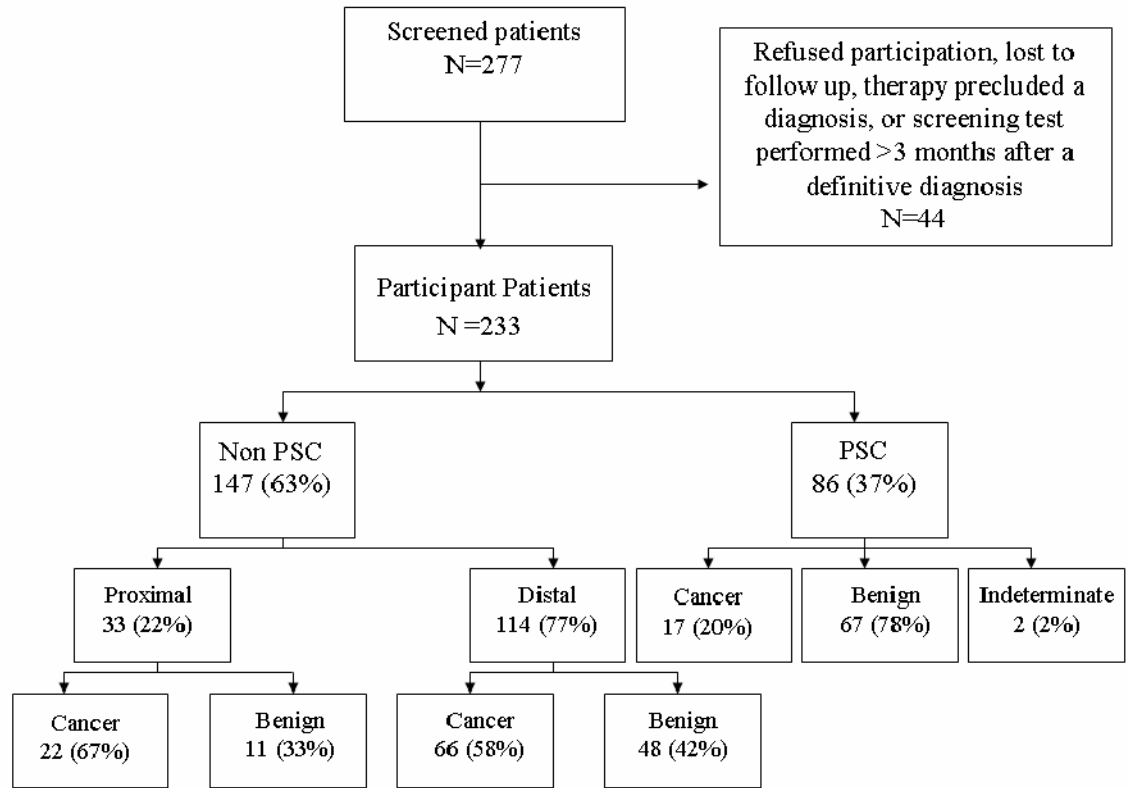 Screened patients
N=277
Refused participation, lost to
follow up, therapy precluded a
diagnosis, or screening test
performed >3 months after a
definitive diagnosis
N=44
Participant Patients
N =233
Non PSC
147 (63%)
PSC
86 (37%)
Proximal
33 (22%)
Distal
114 (77%)
Cancer
17 (20%)
Benign
67 (78%)
Indeterminate
2 (2%)
Cancer
22 (67%)
Benign
11 (33%)
Cancer
66 (58%)
Benign
48 (42%)